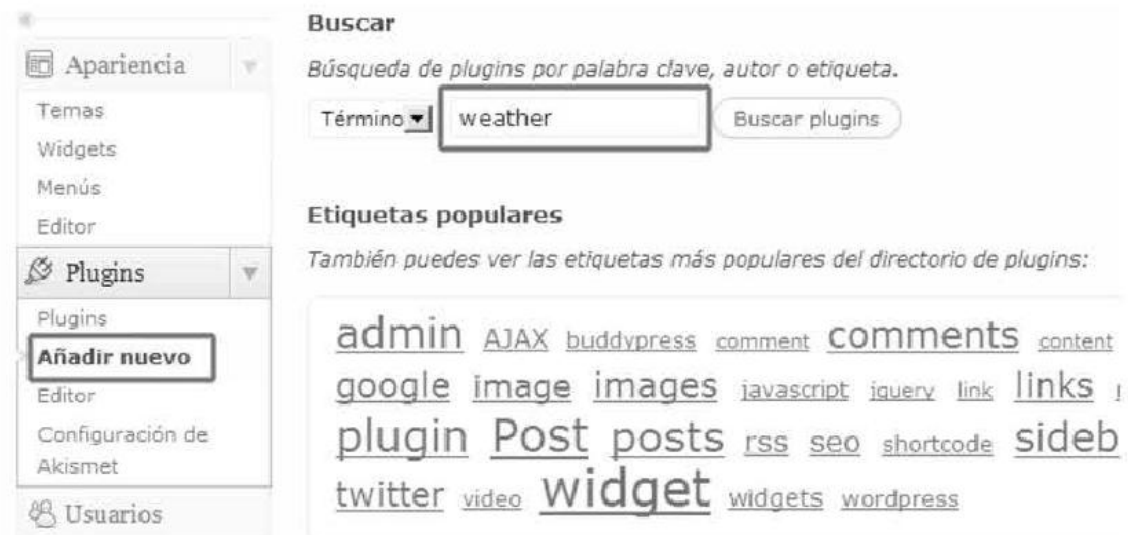 Apariencia
Temas
Widgets
Menús
Editor
Plugins
Plugins
Añadir nuevo
Editor
Configuración de
Akismet
Usuarios
Buscar
Búsqueda de plugins por palabra clave, autor o etiqueta.
Término weather Buscar plugins
Etiquetas populares
También puedes ver las etiquetas más populares del directorio de plugins:
admin AJAX buddypress comment comments content
google image images javascript jquery link links
plugin Post posts rss seo shortcode sideb
twitter video widget widgets wordpress